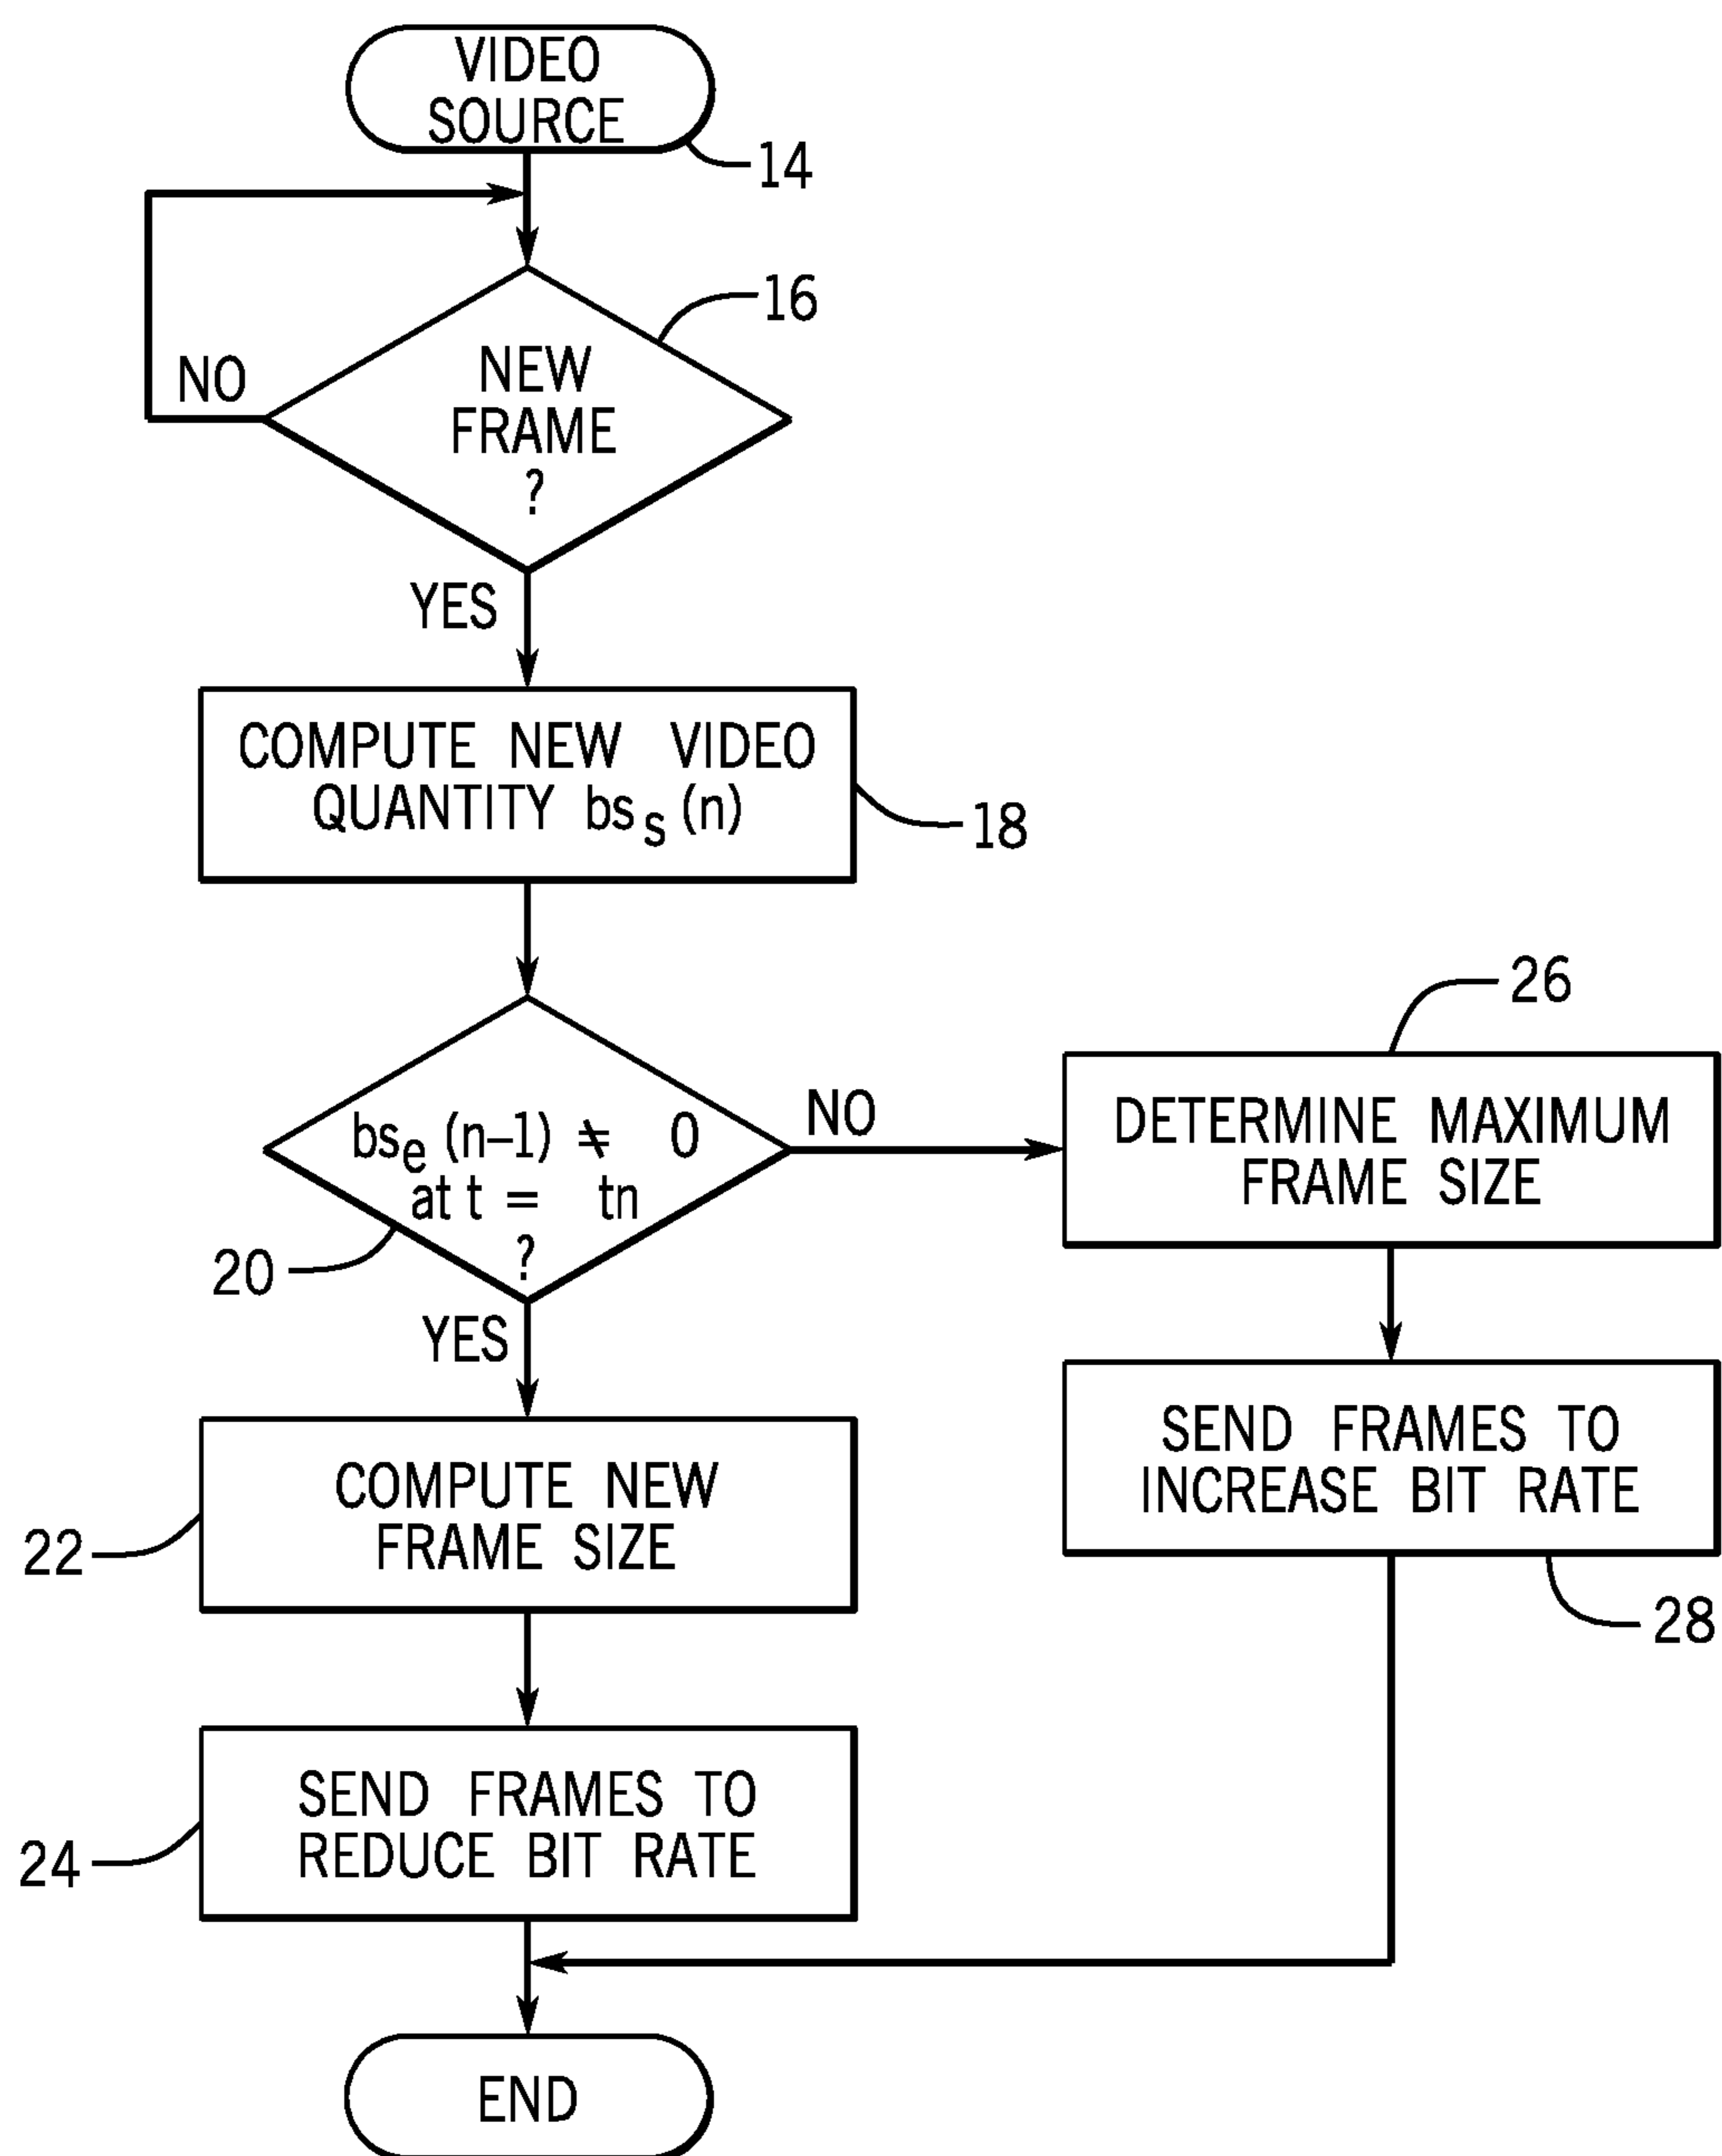 VIDEO
SOURCE
14
16
NEW
FRAME
?
NO
YES
COMPUTE NEW VIDEO
QUANTITY bs s (n)
18
bs e (n–1) ≠ 0
at t = tn
?
20
NO
YES
26
DETERMINE MAXIMUM
FRAME SIZE
SEND FRAMES TO
INCREASE BIT RATE
28
COMPUTE NEW
FRAME SIZE
22
SEND FRAMES TO
REDUCE BIT RATE
24
END